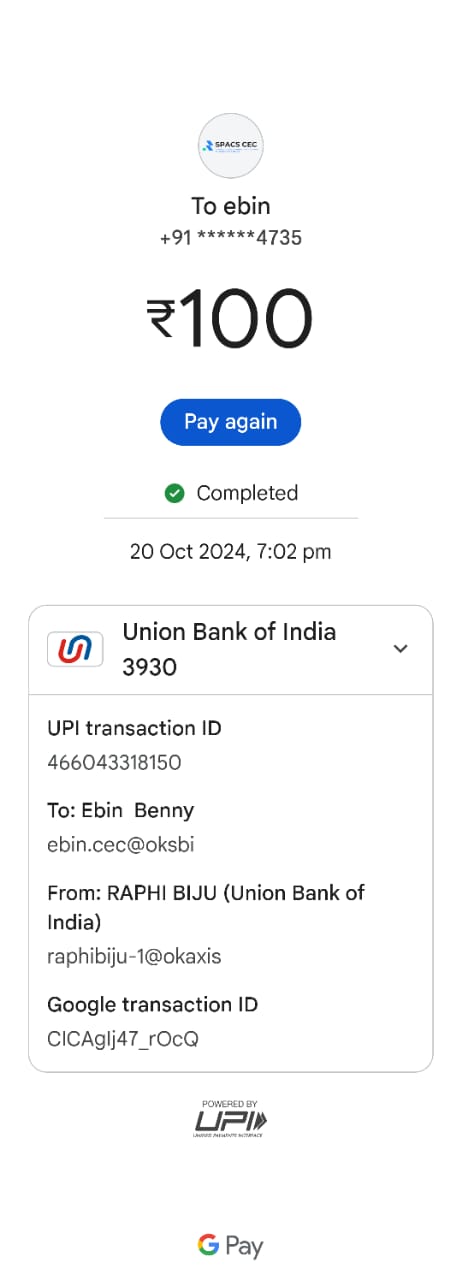 SPACS CEC
To ebin
+91 ******4735
₹100
Pay again
Completed
20 Oct 2024, 7:02 pm
Union Bank of India
3930
UPI transaction ID
466043318150
To: Ebin  Benny
ebin.cec@oksbi
From: RAPHI BIJU (Union Bank of
India)
raphibiju-1@okaxis
Google transaction ID
CICAgIj47_rOcQ
POWERED BY
UPI
UNIFIED PAYMENTS INTERFACE
G Pay